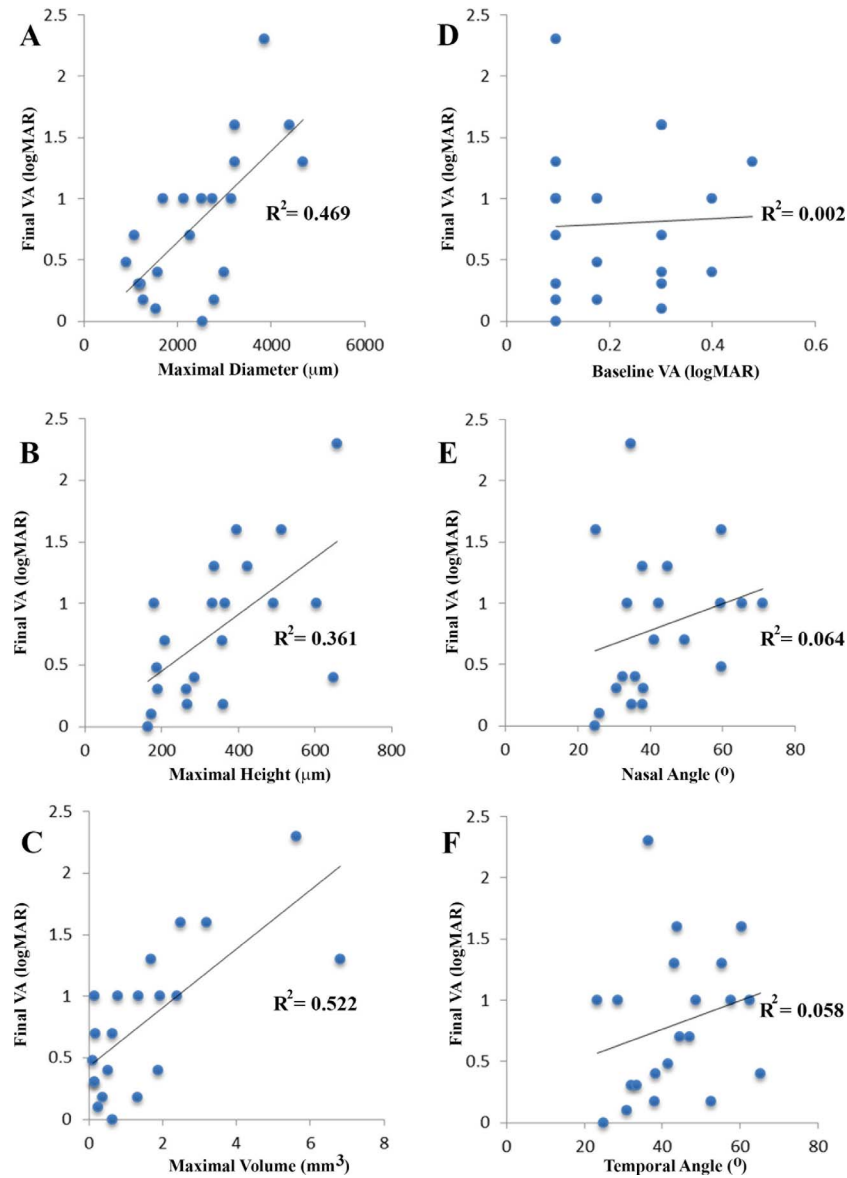 A
Final VA (logMAR)
2.5
2
1.5
1
0.5
0
R²= 0.469
0 2000 4000 6000
Maximal Diameter (μm)
D
Final VA (logMAR)
2.5
2
1.5
1
0.5
0
R²= 0.002
0 0.2 0.4 0.6
Baseline VA (logMAR)
B
Final VA (logMAR)
2.5
2
1.5
1
0.5
0
R²= 0.361
0 200 400 600 800
Maximal Height (μm)
E
Final VA (logMAR)
2.5
2
1.5
1
0.5
0
R²= 0.064
0 20 40 60 80
Nasal Angle (º)
C
Final VA (logMAR)
2.5
2
1.5
1
0.5
0
R²= 0.522
0 2 4 6 8
Maximal Volume (mm³)
F
Final VA (logMAR)
2.5
2
1.5
1
0.5
0
R²= 0.058
0 20 40 60 80
Temporal Angle (º)